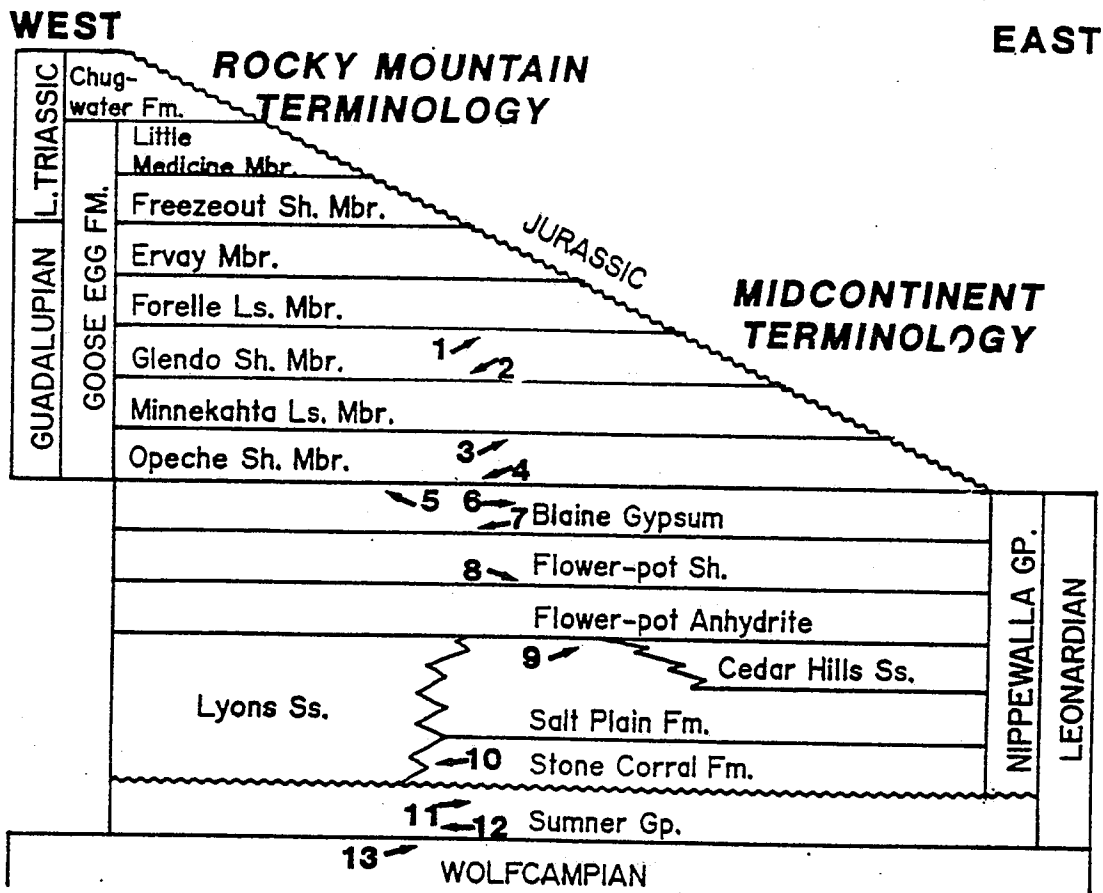 WEST
EAST
ROCKY MOUNTAIN
TERMINOLOGY
L. TRIASSIC
Chug-
water Fm.
GUADALUPIAN
GOOSE EGG FM.
Little
Medicine Mbr.
Freezeout Sh. Mbr.
Ervay Mbr.
Forelle Ls. Mbr.
Glendo Sh. Mbr.
Minnekahta Ls. Mbr.
Opeche Sh. Mbr.
JURASSIC
MIDCONTINENT
TERMINOLOGY
1
2
3
4
5
6
7
Blaine Gypsum
8
Flower-pot Sh.
Flower-pot Anhydrite
9
Cedar Hills Ss.
Lyons Ss.
Salt Plain Fm.
10
Stone Corral Fm.
11
12
Sumner Gp.
13
WOLFCAMPIAN
NIPPEWALLA GP.
LEONARDIAN